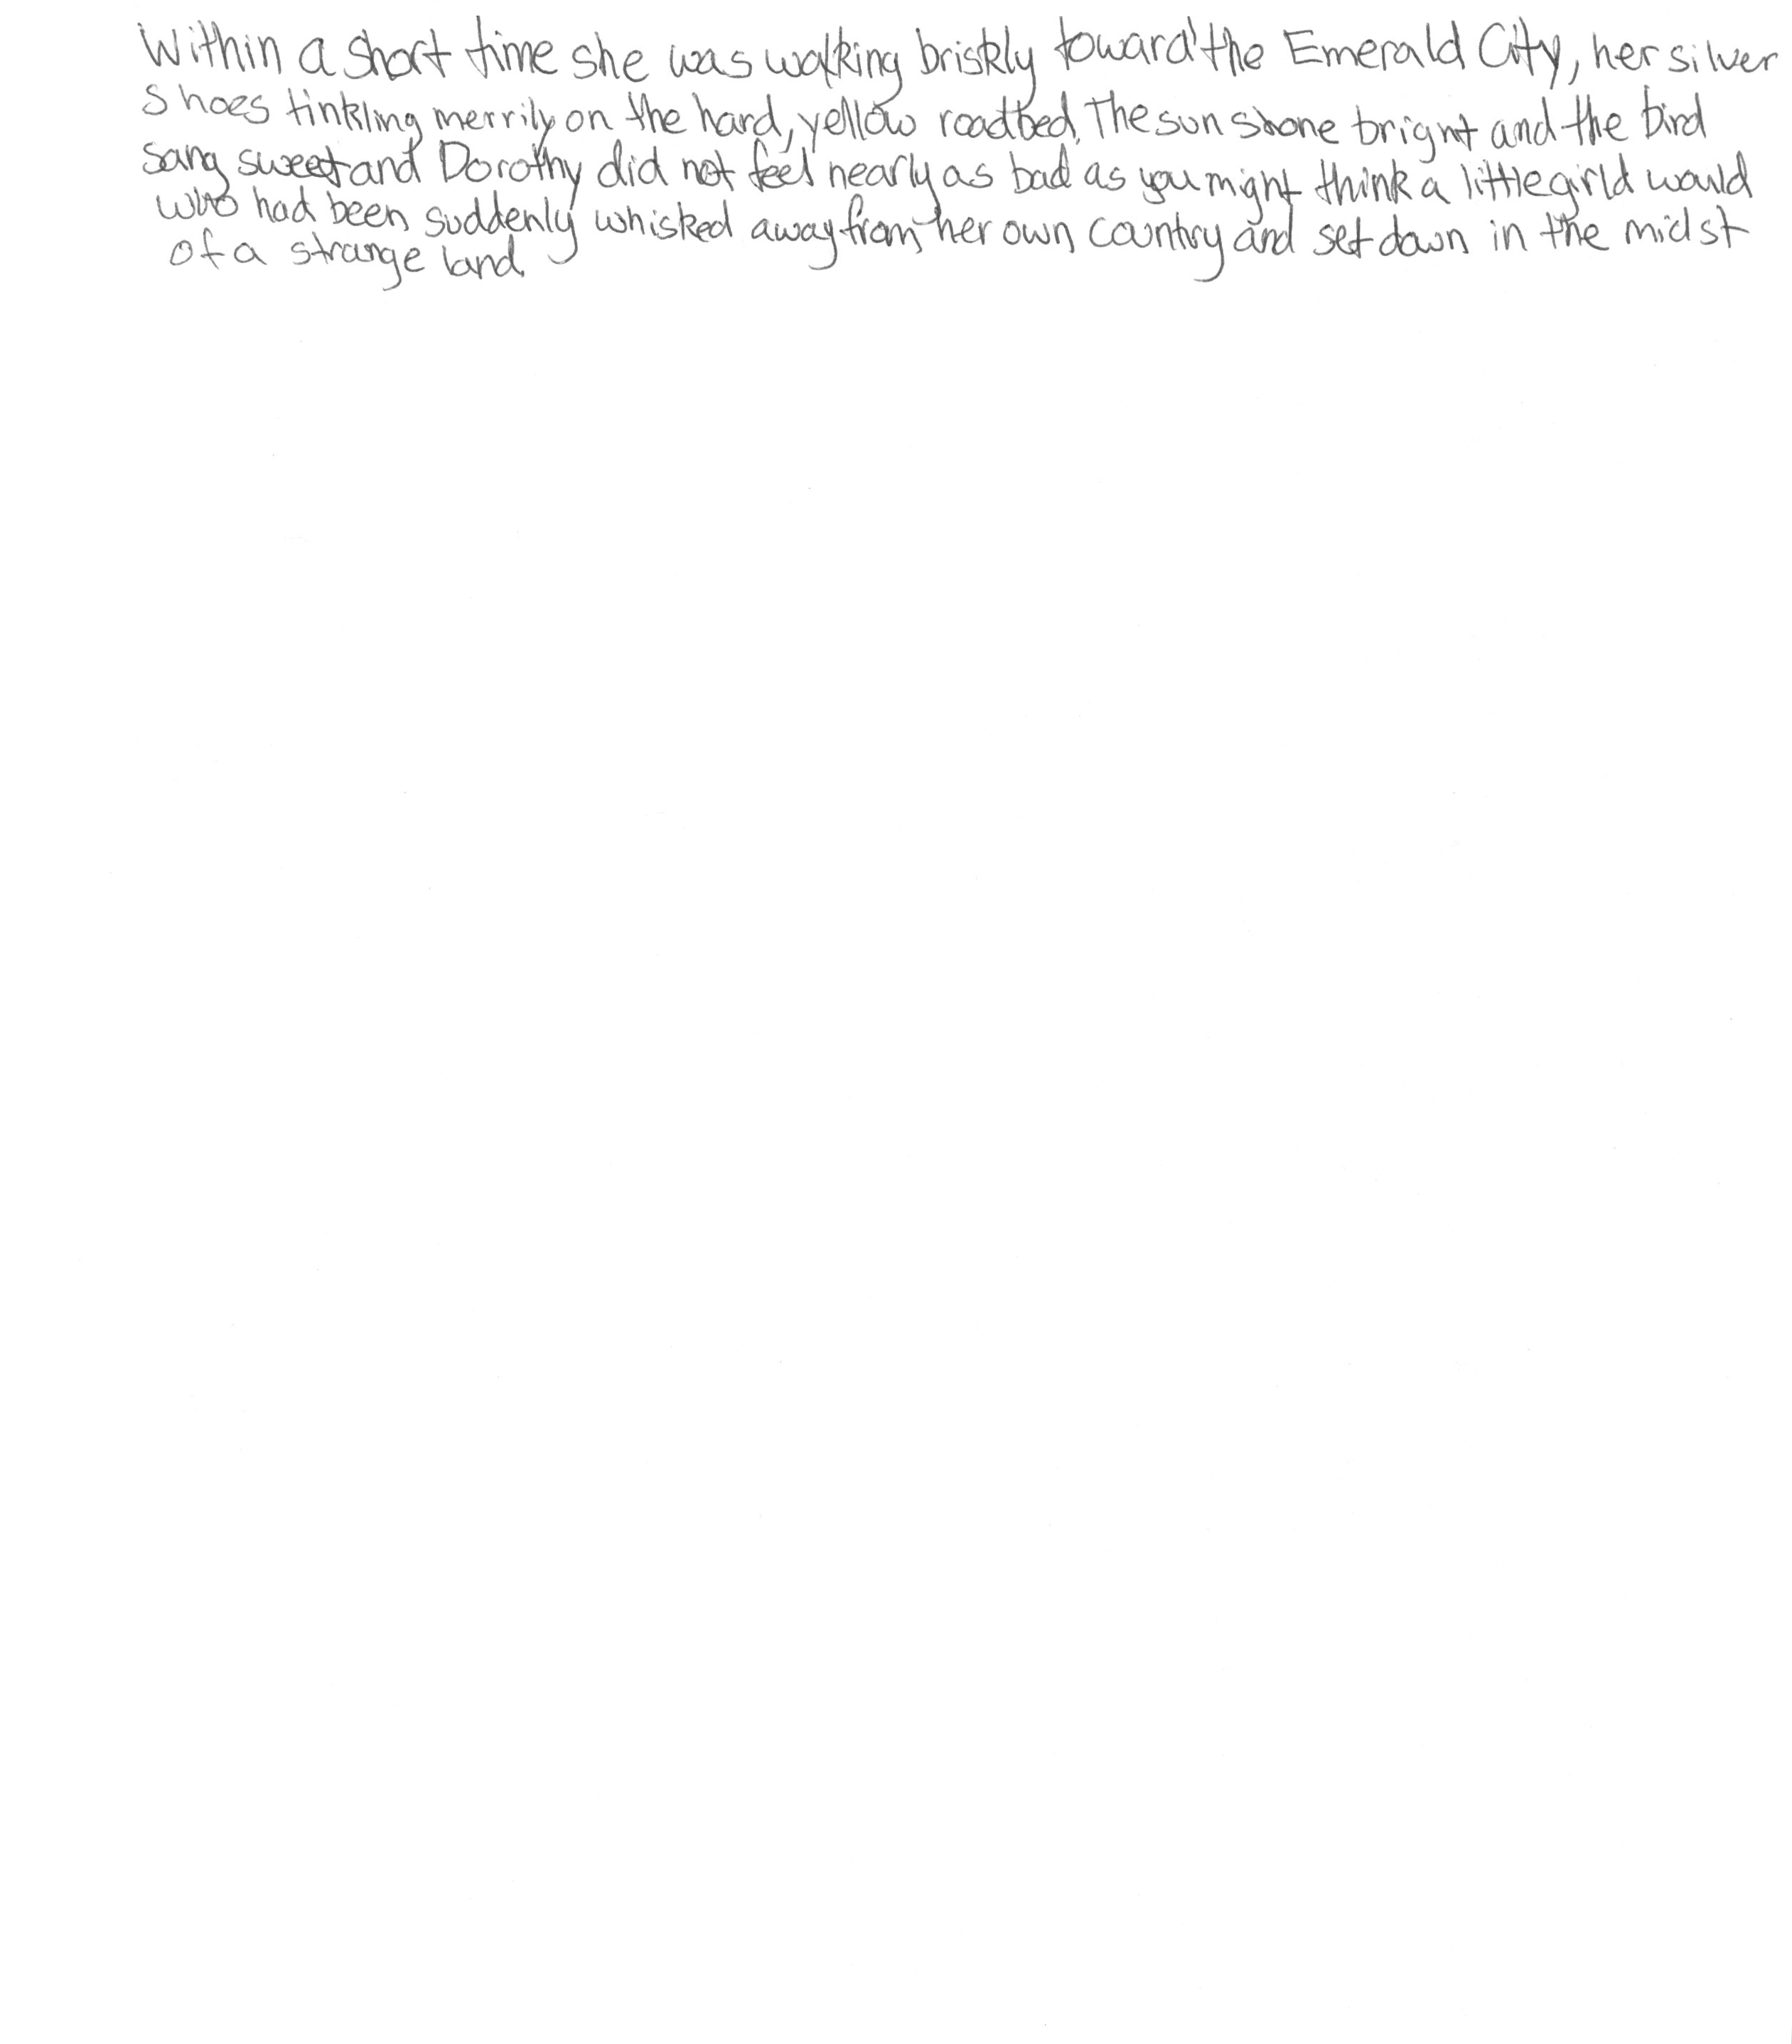 Within a short time she was walking briskly toward the Emerald City, her silver
shoes tinkling merrily on the hard, yellow roadbed. The sun shone bright and the bird
sang sweet and Dorothy did not feel nearly as bad as you might think a little girld would
who had been suddenly whisked away from her own country and set down in the midst
of a strange land.